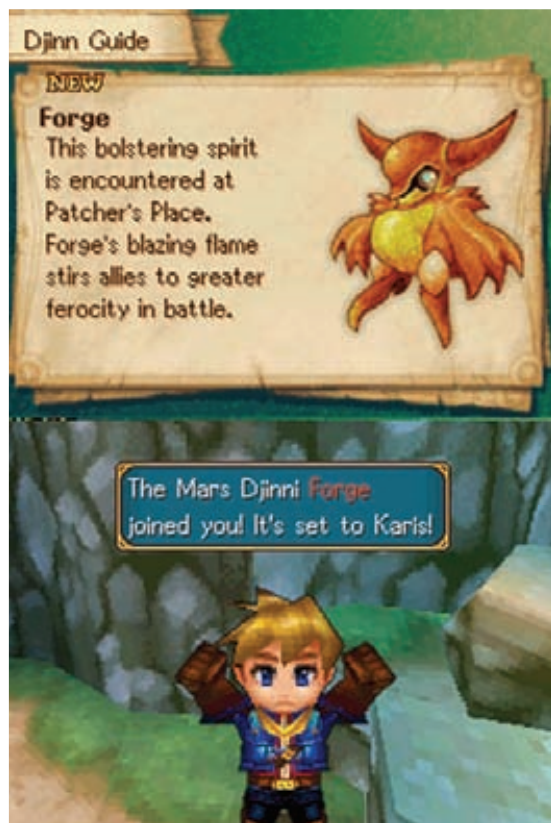 Djinn Guide
NEW
Forge
This bolstering spirit
is encountered at
Patcher's Place.
Forge's blazing flame
stirs allies to greater
ferocity in battle.
The Mars Djinni Forge
joined you! It's set to Karis!